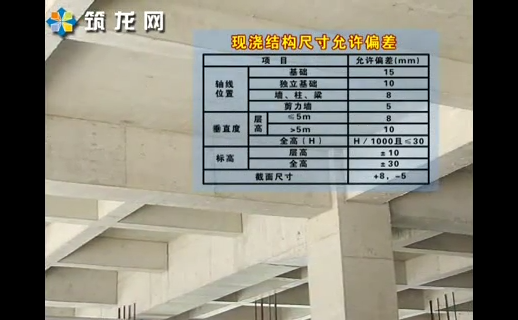 筑龙网
现浇结构尺寸允许偏差
项 目 允许偏差(mm)
轴线位置 基础 15
独立基础 10
墙、柱、梁 8
剪力墙 5
垂直度 层高 ≤5m 8
>5m 10
全高(H) H/1000且≤30
标高 层高 ±10
全高 ±30
截面尺寸 +8,-5